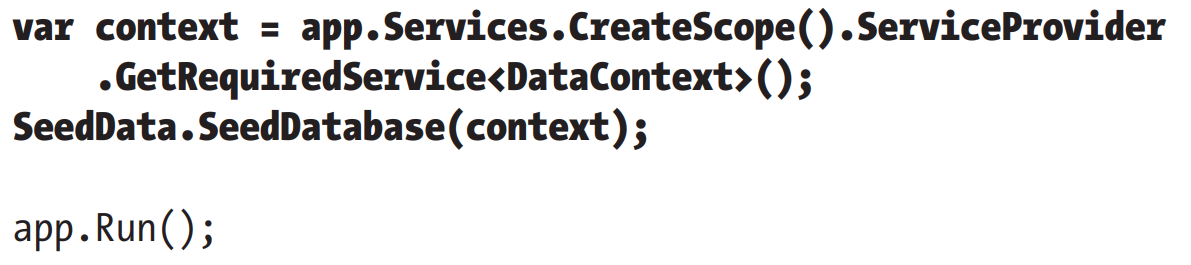 var context = app.Services.CreateScope().ServiceProvider
    .GetRequiredService<DataContext>();
SeedData.SeedDatabase(context);

app.Run();